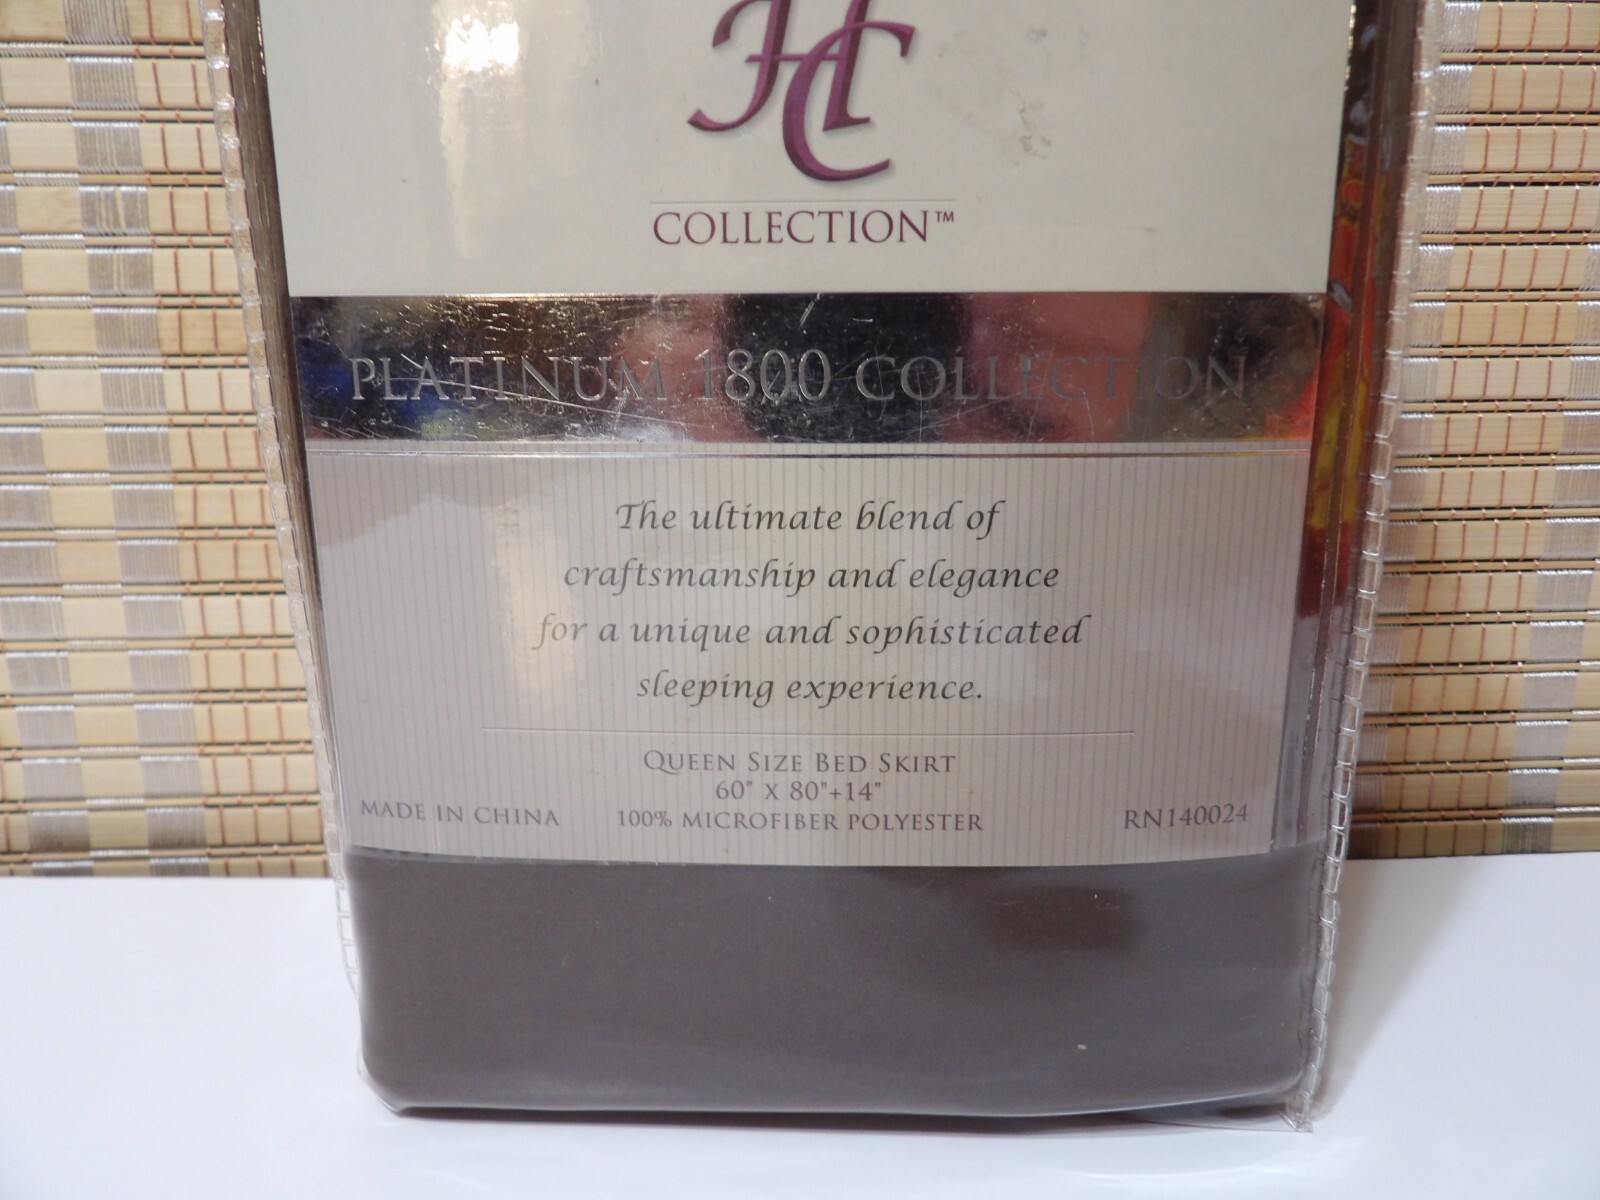 HC
COLLECTION™
PLATINUM 1800 COLLECTION
The ultimate blend of
craftsmanship and elegance
for a unique and sophisticated
sleeping experience.
QUEEN SIZE BED SKIRT
60" X 80"+14"
MADE IN CHINA 100% MICROFIBER POLYESTER RN140024